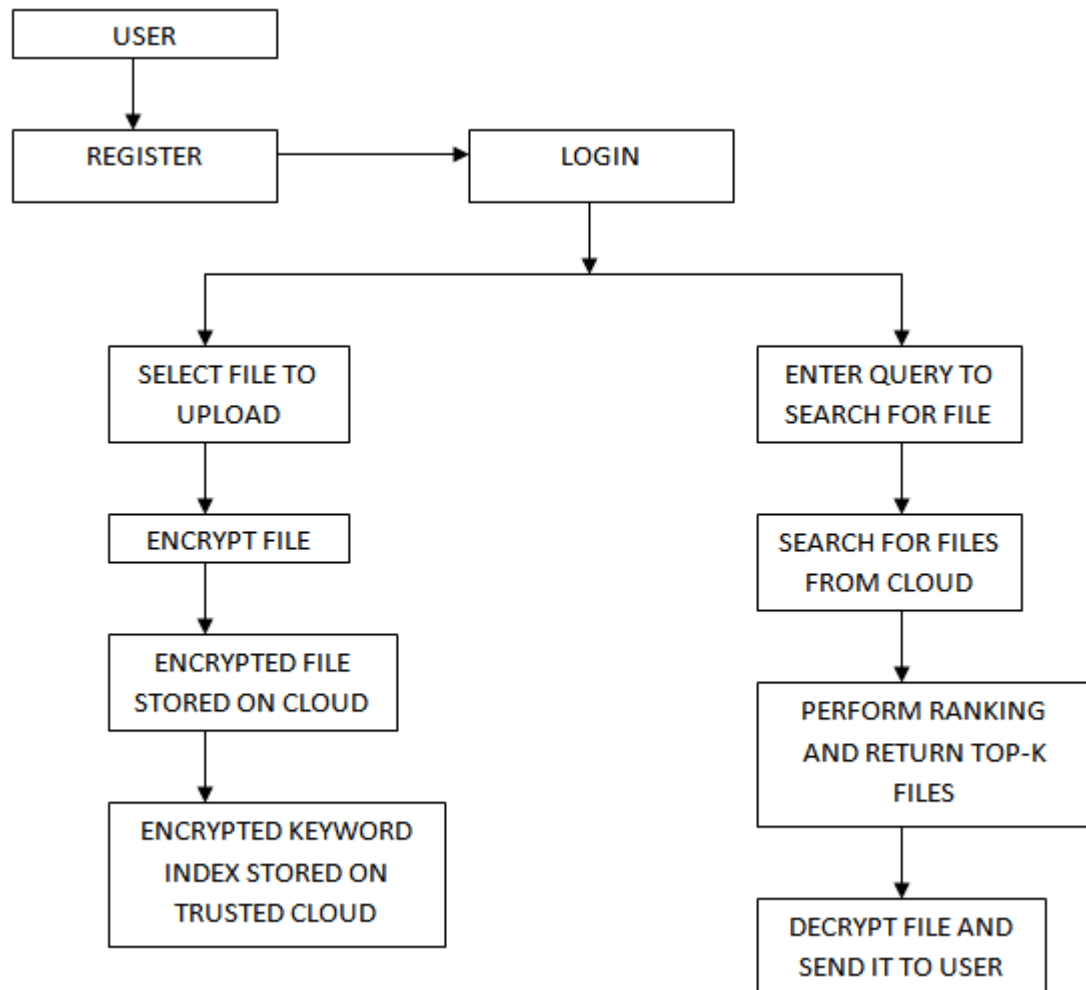 USER
REGISTER
LOGIN
SELECT FILE TO
UPLOAD
ENCRYPT FILE
ENCRYPTED FILE
STORED ON CLOUD
ENCRYPTED KEYWORD
INDEX STORED ON
TRUSTED CLOUD
ENTER QUERY TO
SEARCH FOR FILE
SEARCH FOR FILES
FROM CLOUD
PERFORM RANKING
AND RETURN TOP-K
FILES
DECRYPT FILE AND
SEND IT TO USER